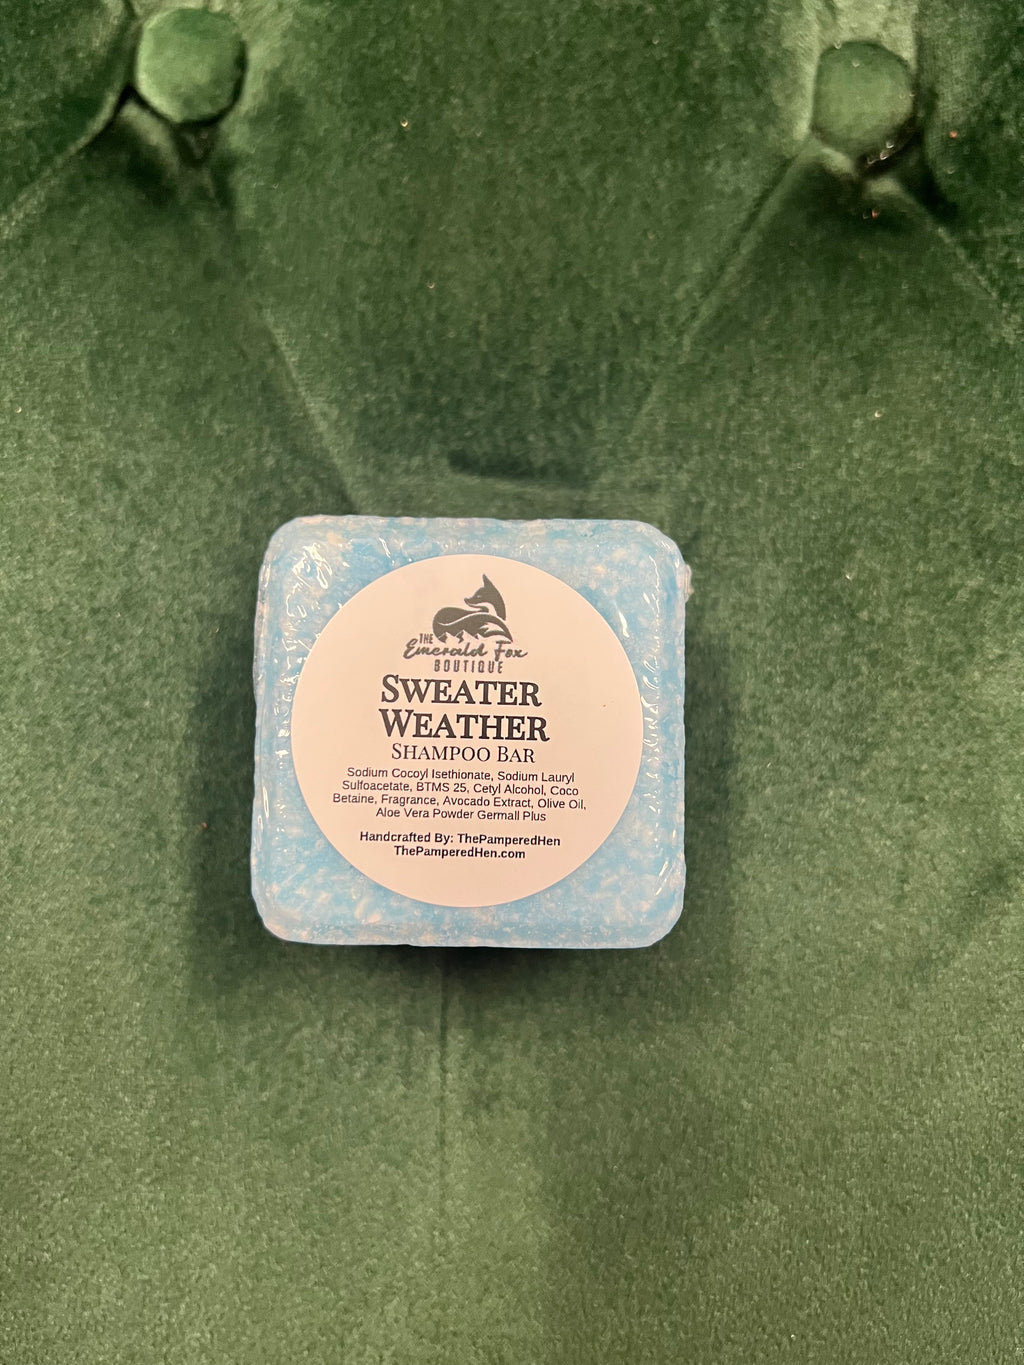 THE
Emerald Fox
BOUTIQUE
SWEATER
WEATHER
SHAMPOO BAR
Sodium Cocoyl Isethionate, Sodium Lauryl
Sulfoacetate, BTMS 25, Cetyl Alcohol, Coco
Betaine, Fragrance, Avocado Extract, Olive Oil,
Aloe Vera Powder Germall Plus
Handcrafted By: ThePamperedHen
ThePamperedHen.com